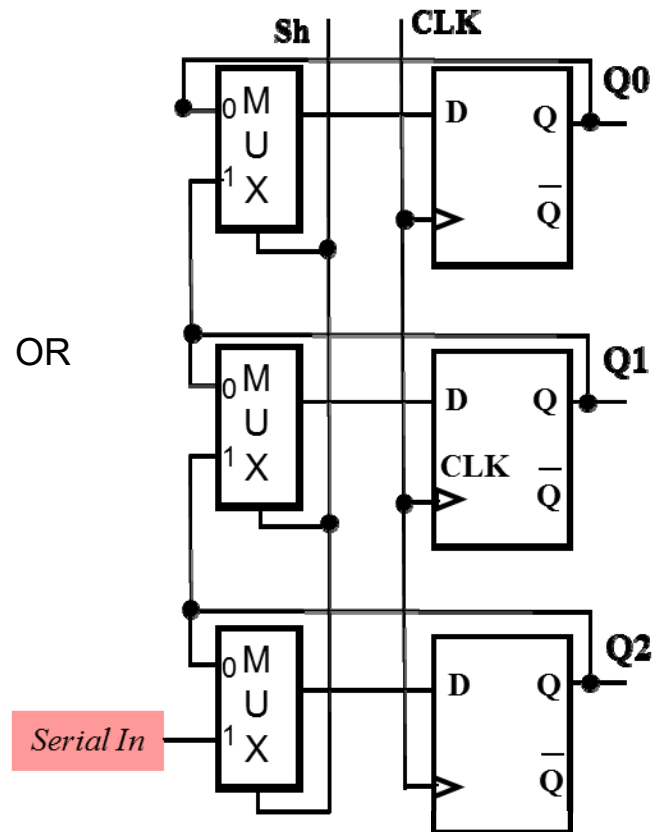 Sh CLK
Q0
0 M
U
1 X
D Q
Q̅
OR
Q1
0 M
U
1 X
D Q
CLK Q̅
Q2
0 M
U
1 X
D Q
Q̅
Serial In